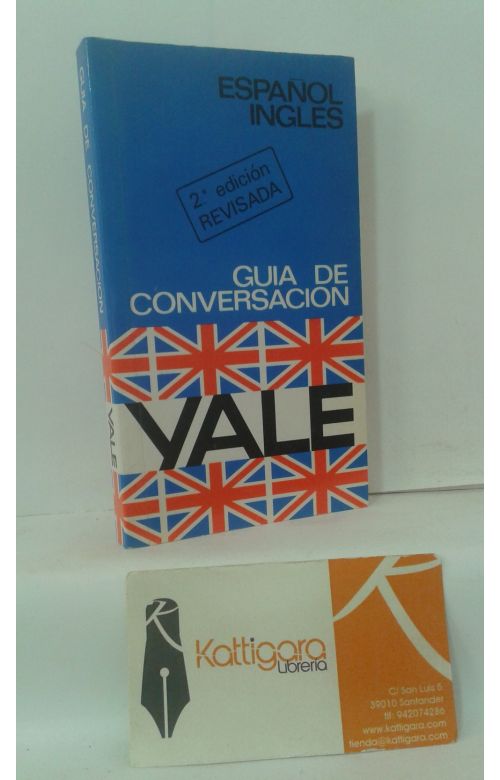 GUIA DE CONVERSACION
YALE
ESPAÑOL
INGLES
2.ª edición
REVISADA
GUIA DE
CONVERSACION
YALE
K
Kattigara
Librería
K
C/ San Luis 5
39010 Santander
tlf: 942074286
www.kattigara.com
tienda@kattigara.com